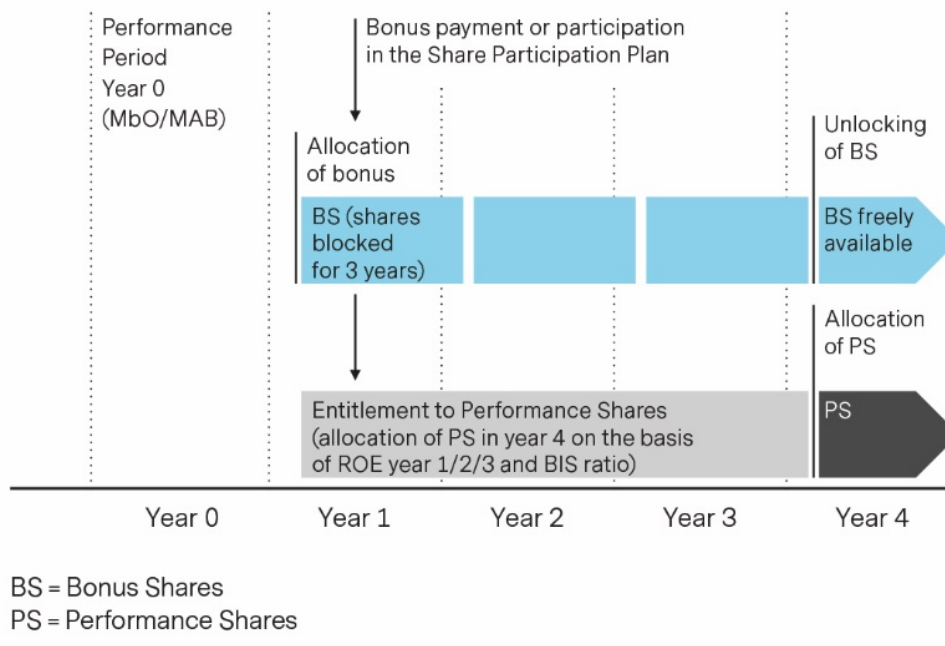 Performance
Period
Year 0
(MbO/MAB)
Bonus payment or participation
in the Share Participation Plan
Allocation
of bonus
Unlocking
of BS
BS (shares
blocked
for 3 years)
BS freely
available
Allocation
of PS
Entitlement to Performance Shares
(allocation of PS in year 4 on the basis
of ROE year 1/2/3 and BIS ratio)
PS
Year 0
Year 1
Year 2
Year 3
Year 4
BS = Bonus Shares
PS = Performance Shares